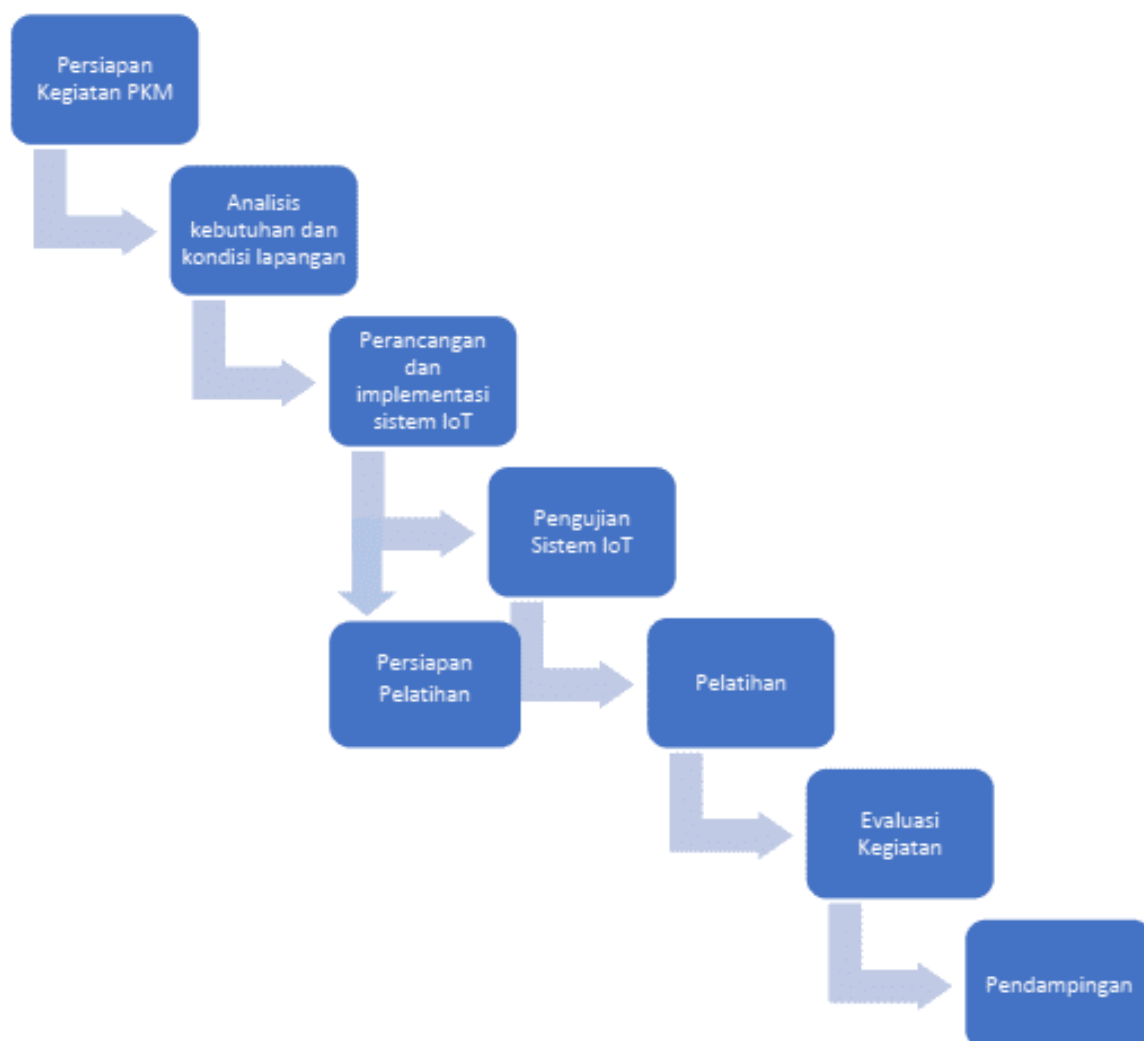 Persiapan
Kegiatan PKM
Analisis
kebutuhan dan
kondisi lapangan
Perancangan
dan
implementasi
sistem IoT
Pengujian
Sistem IoT
Persiapan
Pelatihan
Pelatihan
Evaluasi
Kegiatan
Pendampingan